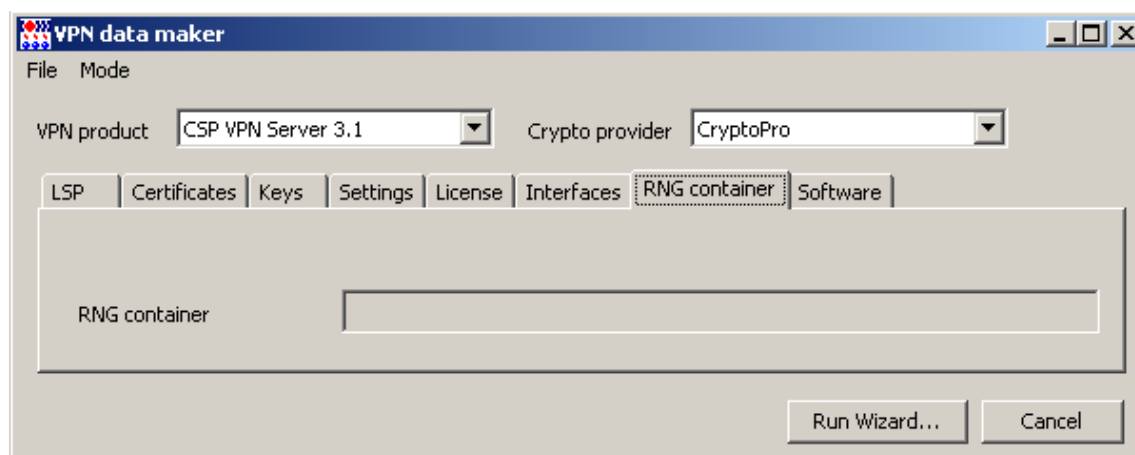 VPN data maker
File Mode
VPN product CSP VPN Server 3.1 Crypto provider CryptoPro
LSP Certificates Keys Settings License Interfaces RNG container Software
RNG container
Run Wizard... Cancel